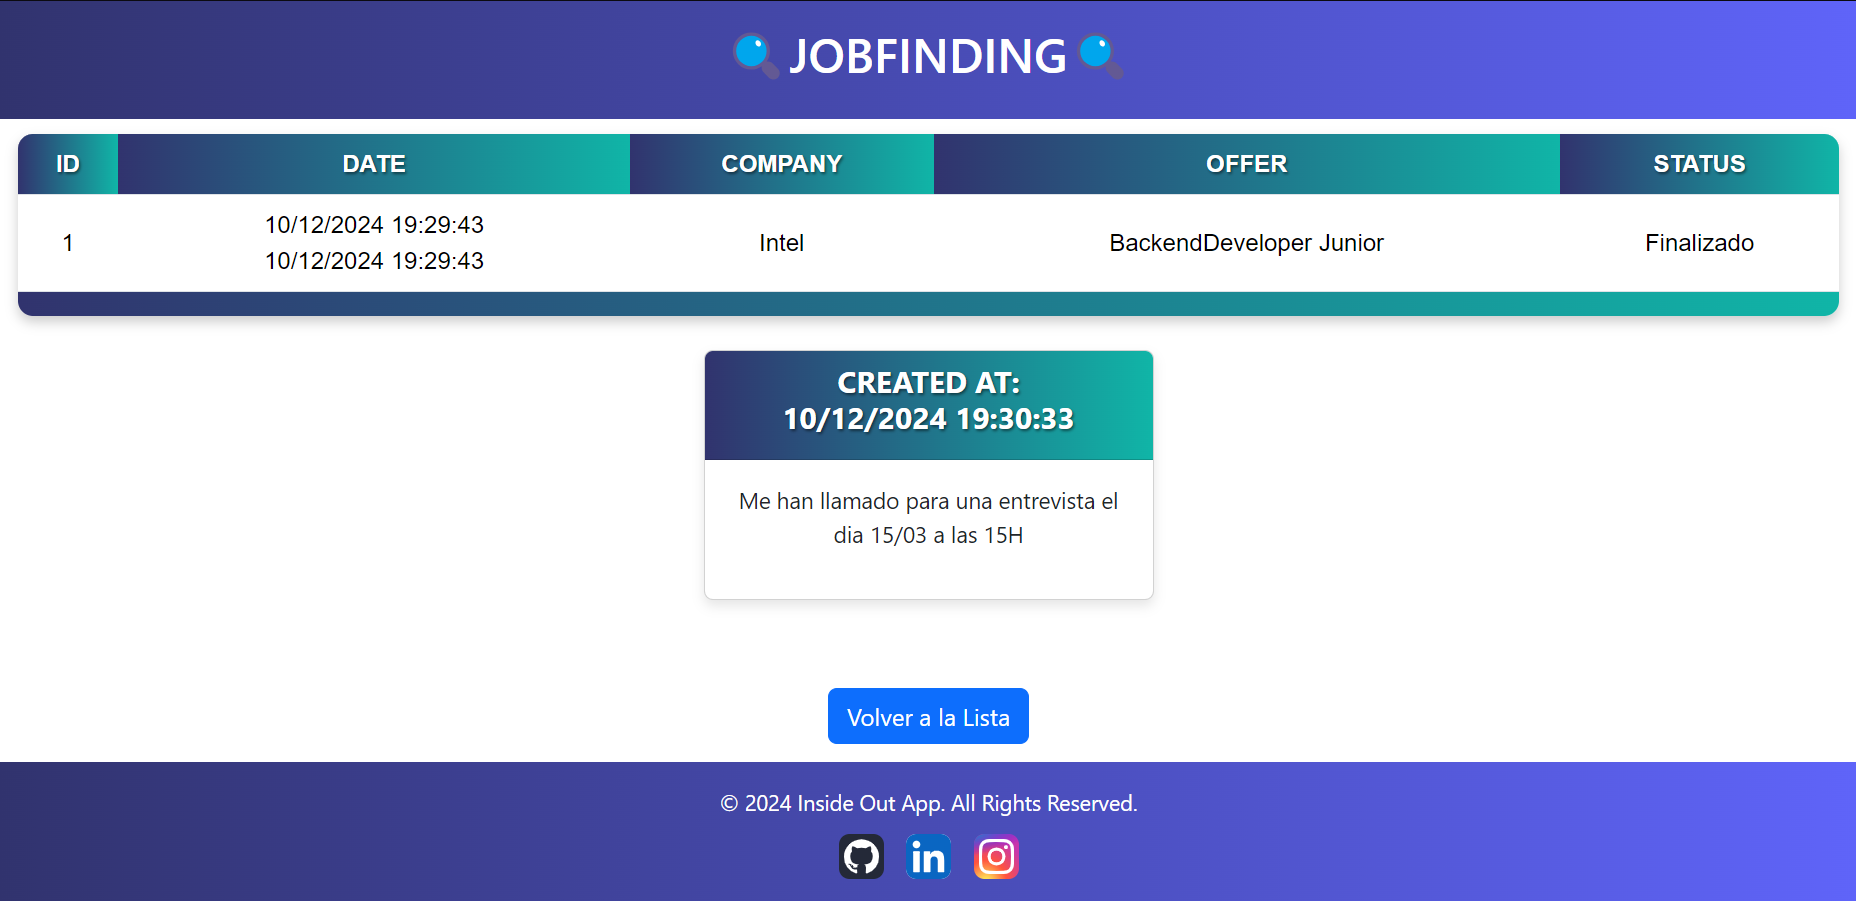 JOBFINDING
ID DATE COMPANY OFFER STATUS
1 10/12/2024 19:29:43 Intel BackendDeveloper Junior Finalizado
10/12/2024 19:29:43
CREATED AT:
10/12/2024 19:30:33
Me han llamado para una entrevista el
dia 15/03 a las 15H
Volver a la Lista
© 2024 Inside Out App. All Rights Reserved.
in